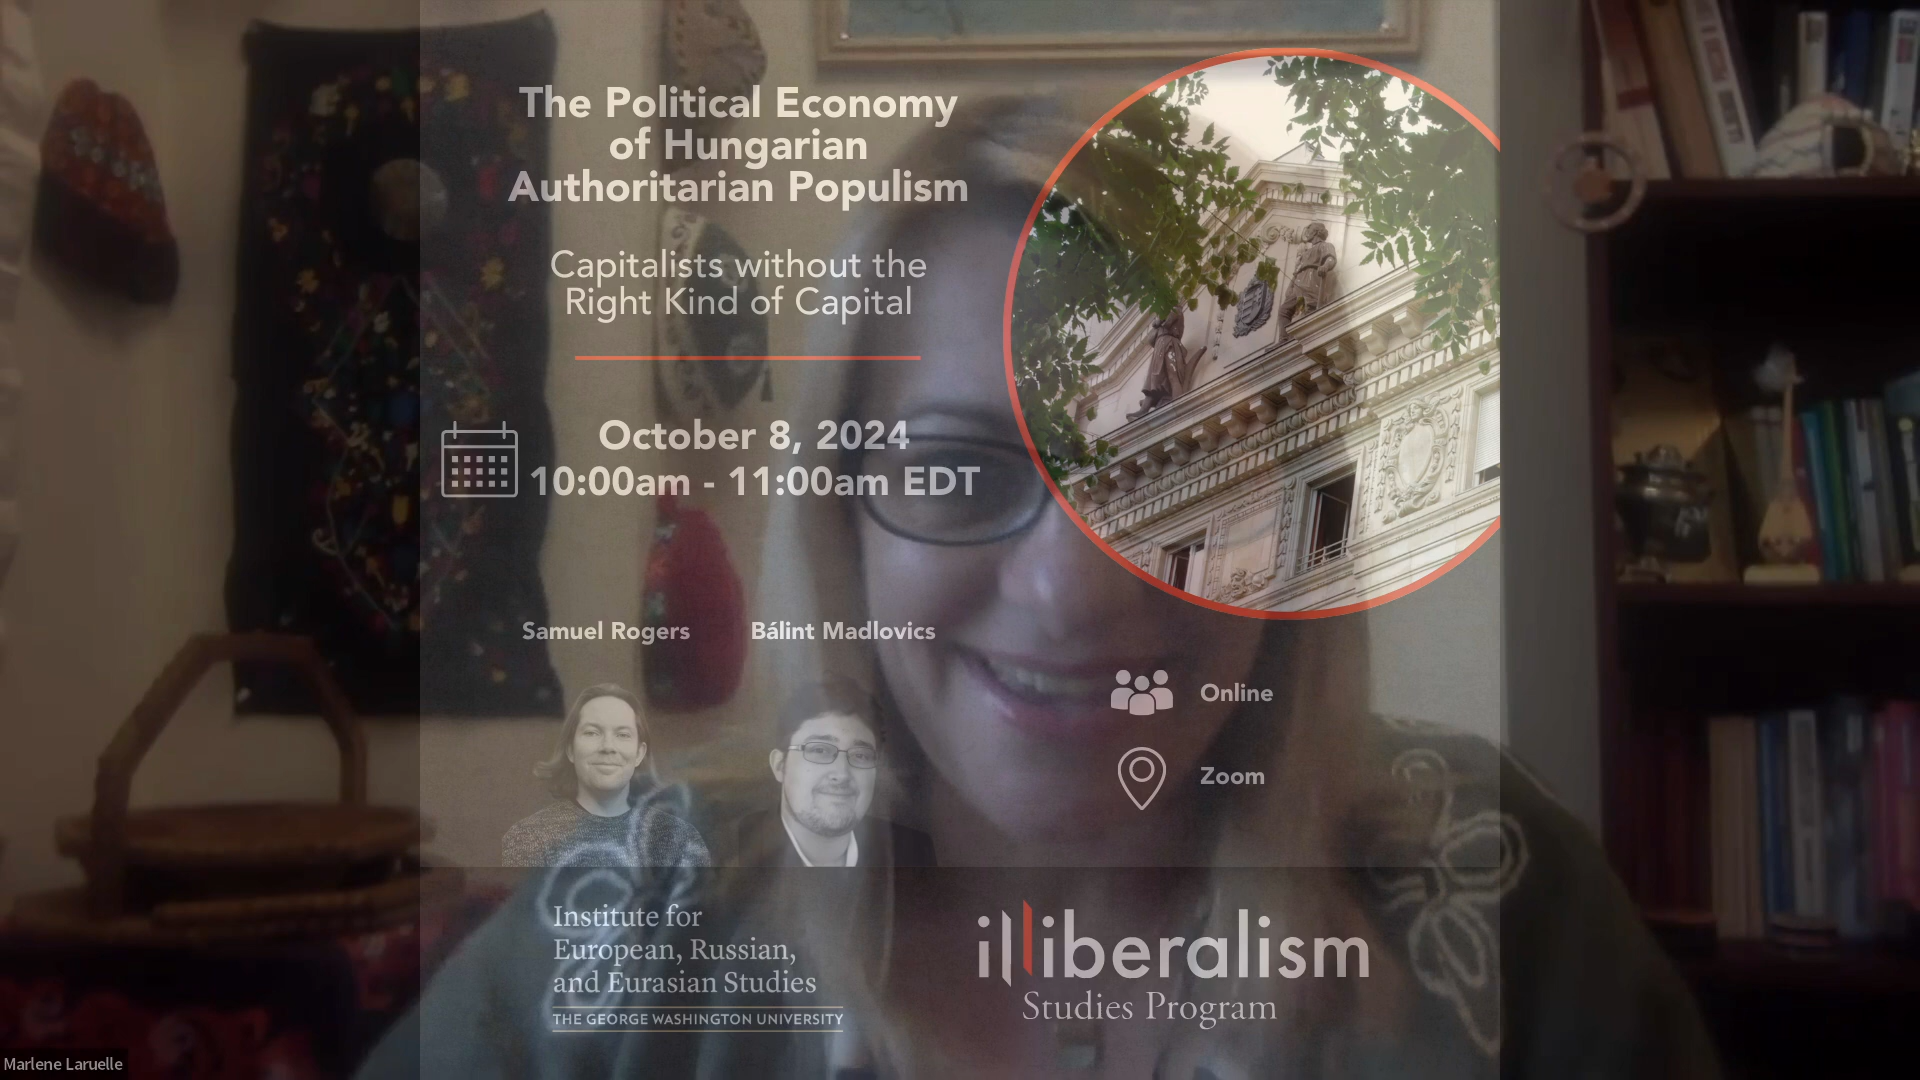 The Political Economy
of Hungarian
Authoritarian Populism
Capitalists without the
Right Kind of Capital
October 8, 2024
10:00am - 11:00am EDT
Samuel Rogers
Bálint Madlovics
Online
Zoom
Institute for
European, Russian,
and Eurasian Studies
THE GEORGE WASHINGTON UNIVERSITY
illiberalism
Studies Program
Marlene Laruelle